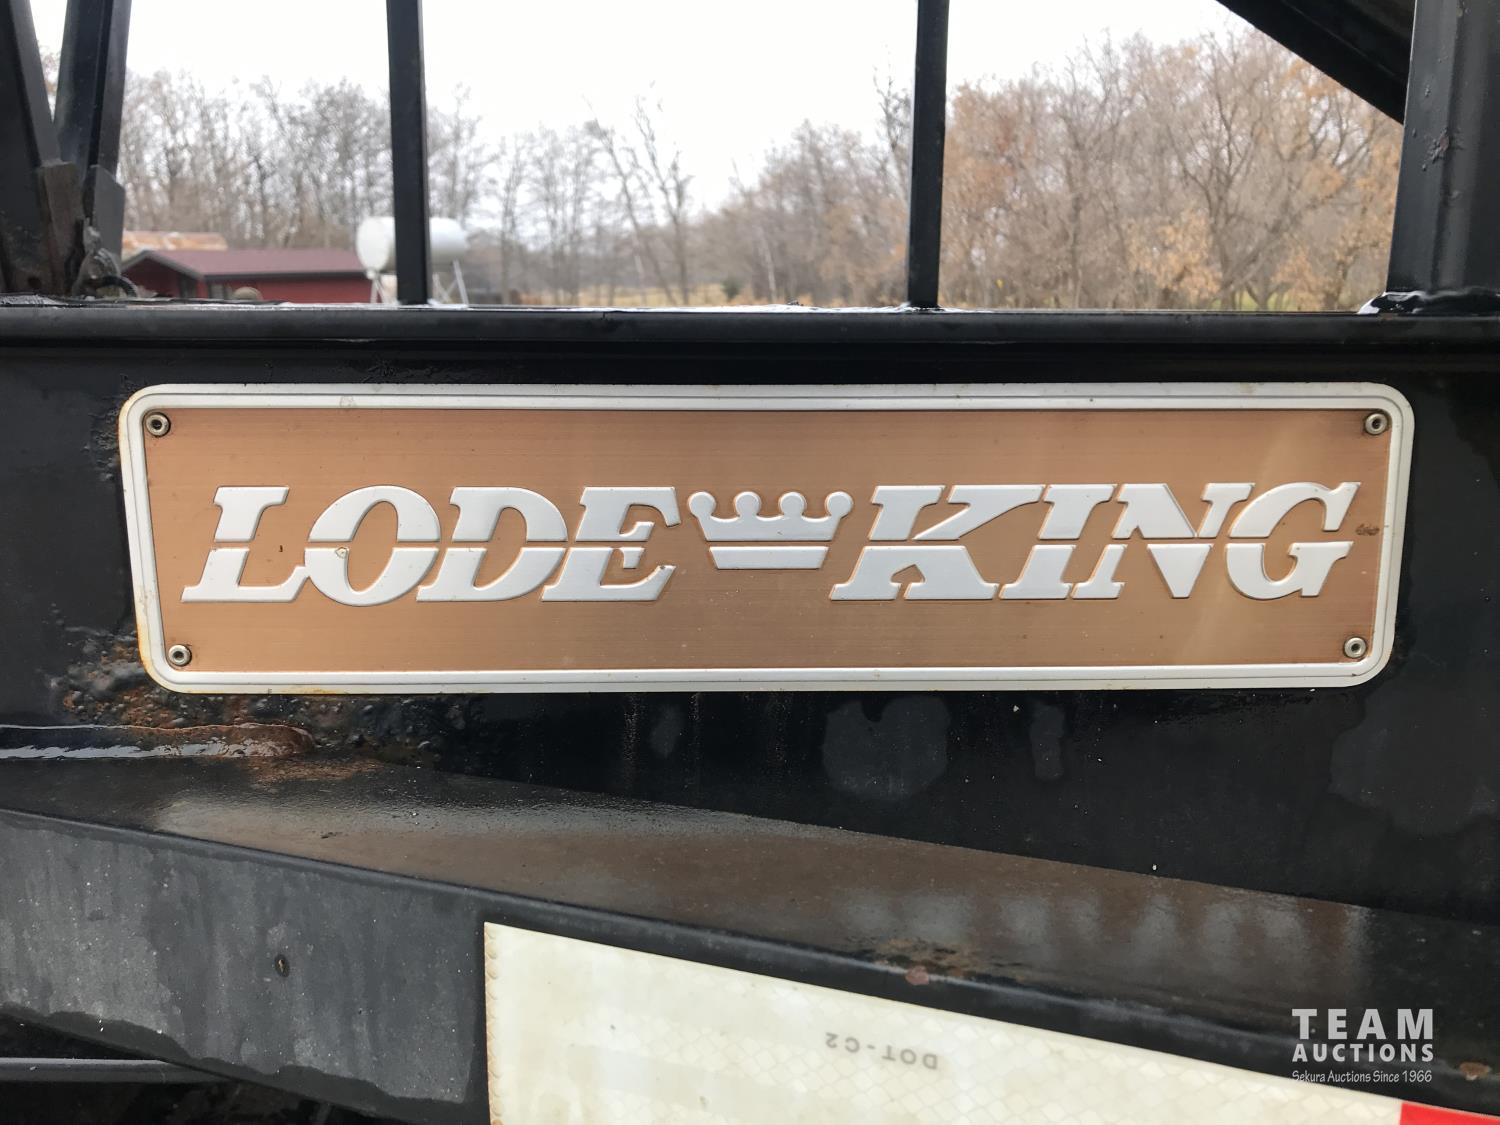 LODE KING
DOT-C2
TEAM
AUCTIONS
Sekura Auctions Since 1966